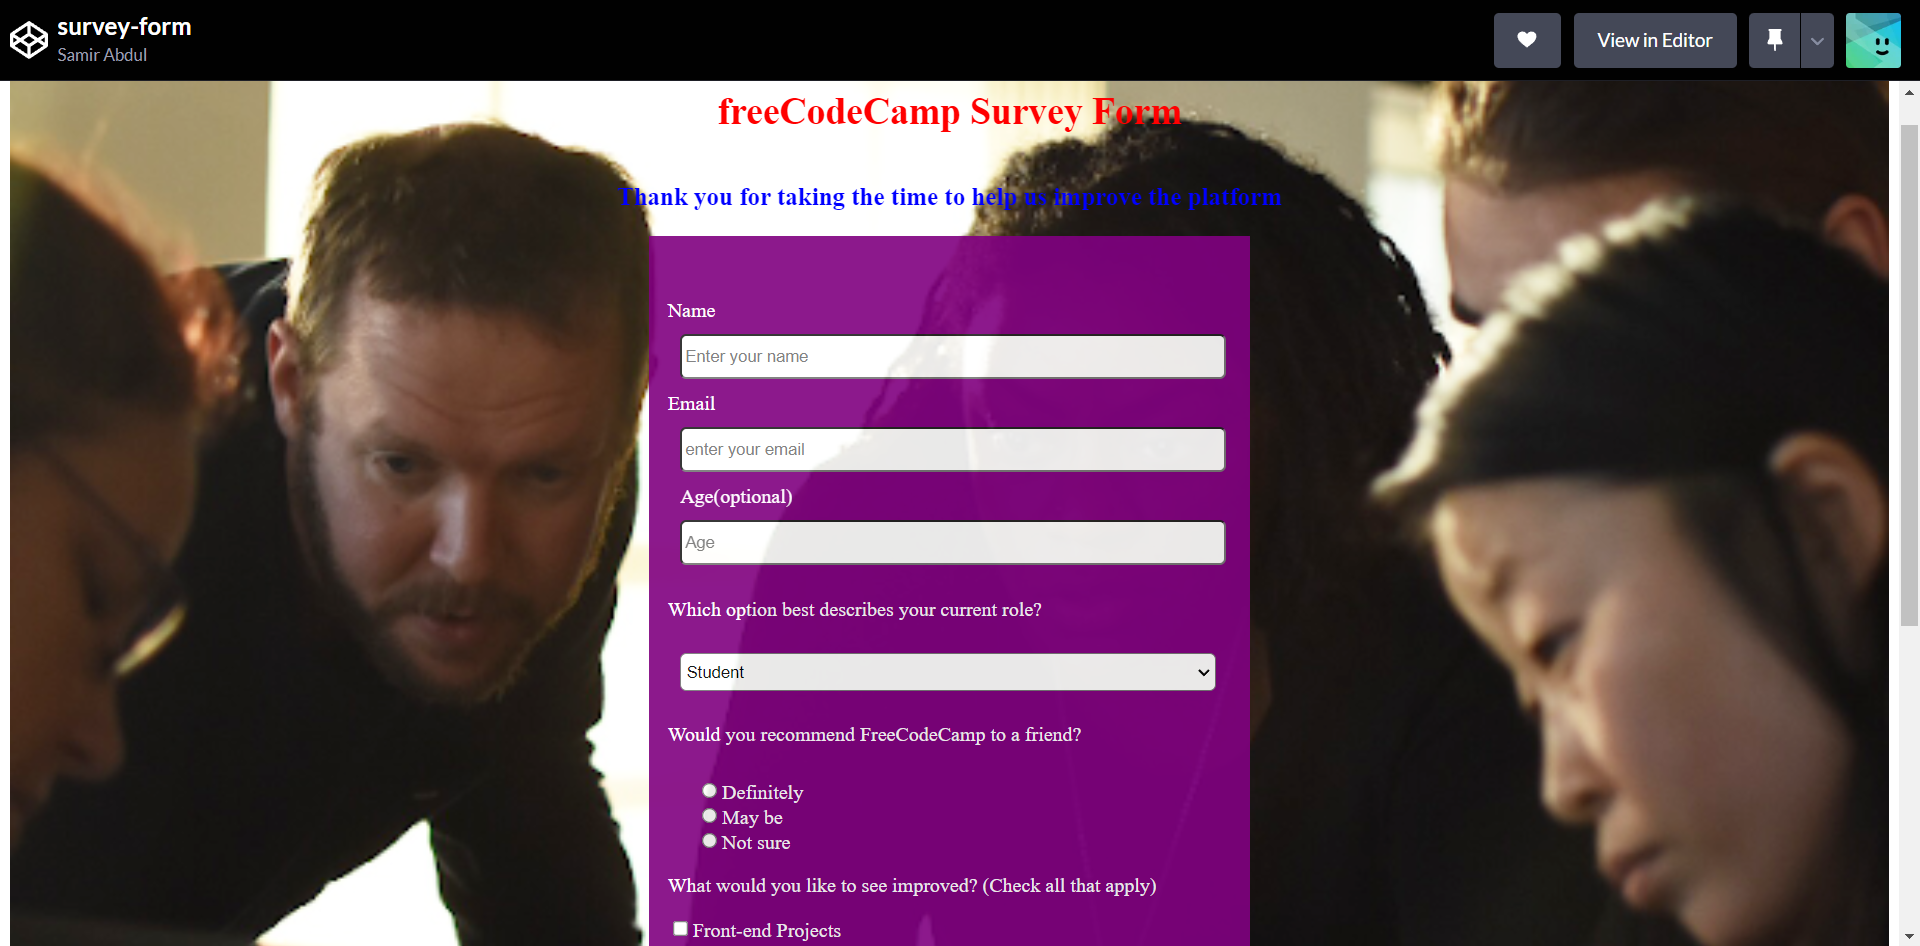 survey-form
Samir Abdul
View in Editor
freeCodeCamp Survey Form
Thank you for taking the time to help us improve the platform
Name
Enter your name
Email
enter your email
Age(optional)
Age
Which option best describes your current role?
Student
Would you recommend FreeCodeCamp to a friend?
Definitely
May be
Not sure
What would you like to see improved? (Check all that apply)
Front-end Projects